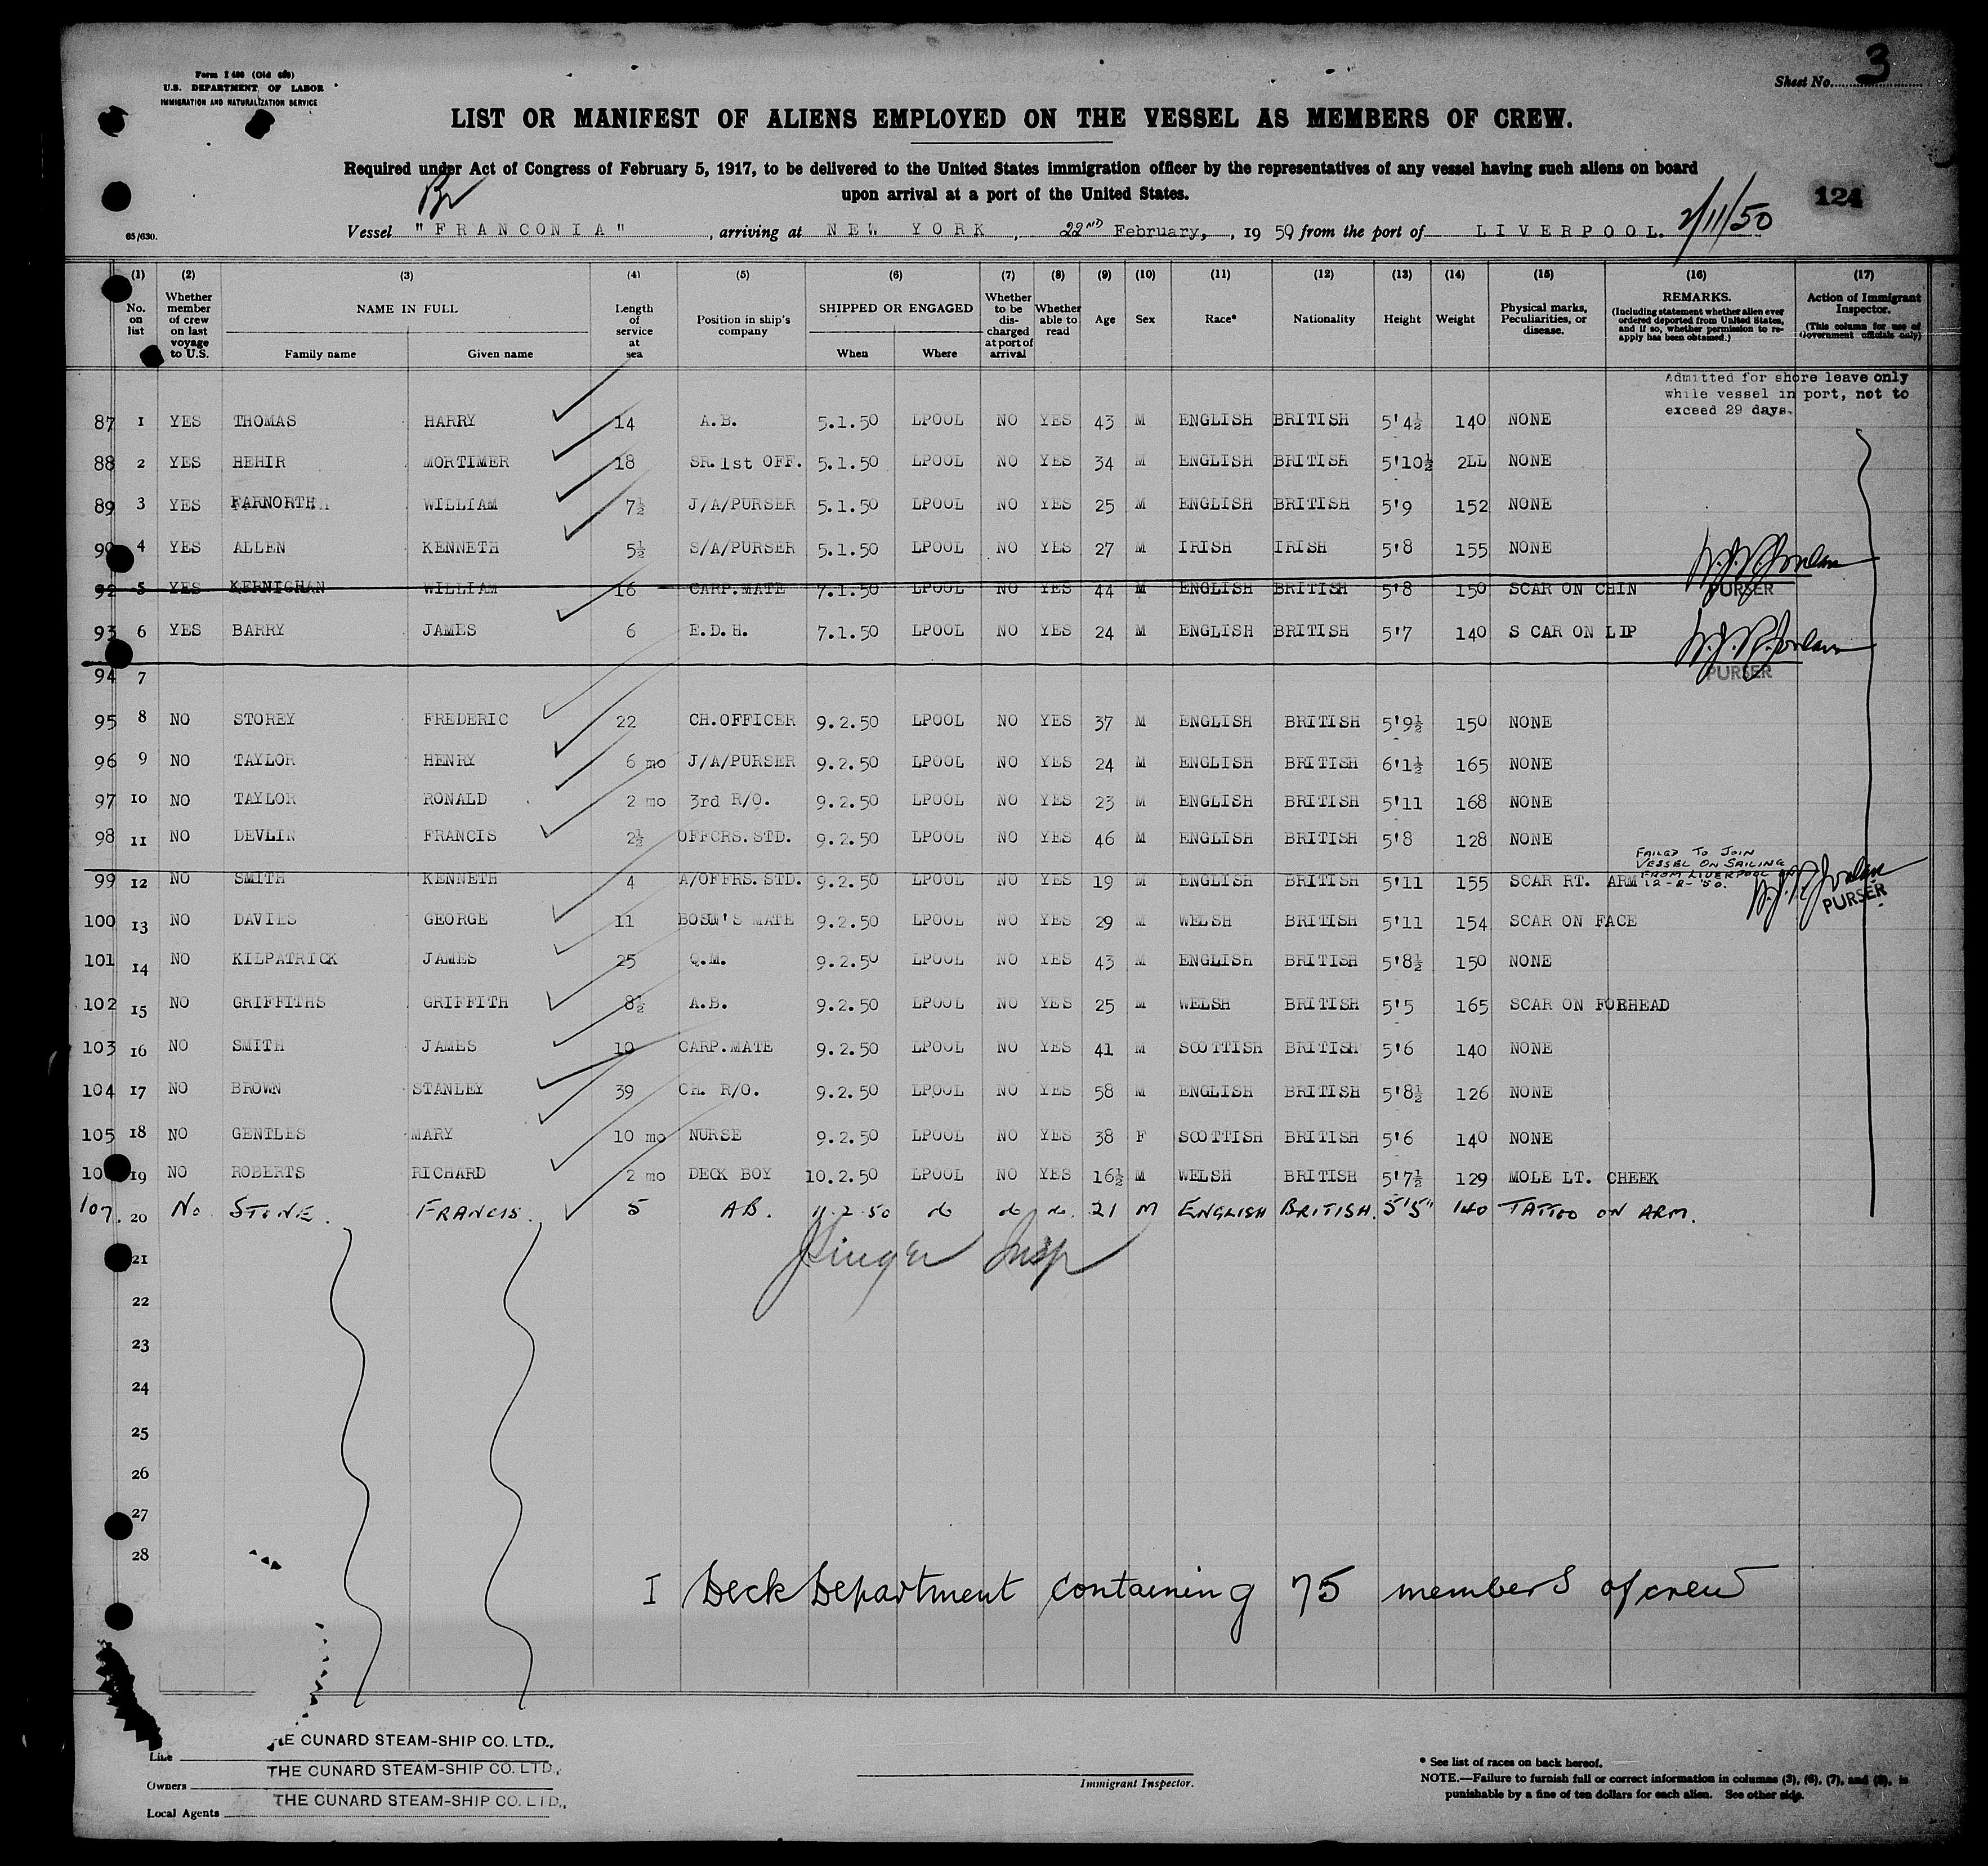 Form I 480 (Old 680)
U.S. DEPARTMENT OF LABOR
IMMIGRATION AND NATURALIZATION SERVICE
Sheet No. 3
LIST OR MANIFEST OF ALIENS EMPLOYED ON THE VESSEL AS MEMBERS OF CREW.
Required under Act of Congress of February 5, 1917, to be delivered to the United States immigration officer by the representatives of any vessel having such aliens on board
upon arrival at a port of the United States.
Br
124
65/630.
Vessel "FRANCONIA", arriving at NEW YORK, 22ND February, 1950 from the port of LIVERPOOL. 2/11/50
(1) (2) (3) (4) (5) (6) (7) (8) (9) (10) (11) (12) (13) (14) (15) (16) (17)
No. on list
Whether member of crew on last voyage to U.S.
NAME IN FULL
Family name Given name
Length of service at sea
Position in ship's company
SHIPPED OR ENGAGED
When Where
Whether to be discharged at port of arrival
Whether able to read
Age
Sex
Race*
Nationality
Height
Weight
Physical marks, Peculiarities, or disease.
REMARKS.
(Including statement whether alien ever ordered deported from United States, and if so, whether permission to re-apply has been obtained.)
Action of Immigrant Inspector.
(This column for use of Government officials only)
Admitted for shore leave only
while vessel in port, not to
exceed 29 days.
87 1 YES THOMAS HARRY 14 A.B. 5.1.50 LPOOL NO YES 43 M ENGLISH BRITISH 5'4½ 140 NONE
88 2 YES HEHIR MORTIMER 18 SR.1st OFF. 5.1.50 LPOOL NO YES 34 M ENGLISH BRITISH 5'10½ 2LL NONE
89 3 YES FARNORTH WILLIAM 7½ J/A/PURSER 5.1.50 LPOOL NO YES 25 M ENGLISH BRITISH 5'9 152 NONE
90 4 YES ALLEN KENNETH 5½ S/A/PURSER 5.1.50 LPOOL NO YES 27 M IRISH IRISH 5'8 155 NONE
92 5 YES KERNIGHAN WILLIAM 16 CARP.MATE 7.1.50 LPOOL NO YES 44 M ENGLISH BRITISH 5'8 150 SCAR ON CHIN PURSER
93 6 YES BARRY JAMES 6 E.D.H. 7.1.50 LPOOL NO YES 24 M ENGLISH BRITISH 5'7 140 S CAR ON LIP
94 7 PURSER
95 8 NO STOREY FREDERIC 22 CH.OFFICER 9.2.50 LPOOL NO YES 37 M ENGLISH BRITISH 5'9½ 150 NONE
96 9 NO TAYLOR HENRY 6 mo J/A/PURSER 9.2.50 LPOOL NO YES 24 M ENGLISH BRITISH 6'1½ 165 NONE
97 10 NO TAYLOR RONALD 2 mo 3rd R/O. 9.2.50 LPOOL NO YES 23 M ENGLISH BRITISH 5'11 168 NONE
98 11 NO DEVLIN FRANCIS 2½ OFFCRS.STD. 9.2.50 LPOOL NO YES 46 M ENGLISH BRITISH 5'8 128 NONE
FAILED TO JOIN
VESSEL ON SAILING
FROM LIVERPOOL
12-2-'50.
99 12 NO SMITH KENNETH 4 A/OFFRS.STD. 9.2.50 LPOOL NO YES 19 M ENGLISH BRITISH 5'11 155 SCAR RT. ARM PURSER
100 13 NO DAVIES GEORGE 11 BOSUN'S MATE 9.2.50 LPOOL NO YES 29 M WELSH BRITISH 5'11 154 SCAR ON FACE
101 14 NO KILPATRICK JAMES 25 Q.M. 9.2.50 LPOOL NO YES 43 M ENGLISH BRITISH 5'8½ 150 NONE
102 15 NO GRIFFITHS GRIFFITH 8½ A.B. 9.2.50 LPOOL NO YES 25 M WELSH BRITISH 5'5 165 SCAR ON FOEHEAD
103 16 NO SMITH JAMES 10 CARP.MATE 9.2.50 LPOOL NO YES 41 M SCOTTISH BRITISH 5'6 140 NONE
104 17 NO BROWN STANLEY 39 CH. R/O. 9.2.50 LPOOL NO YES 58 M ENGLISH BRITISH 5'8½ 126 NONE
105 18 NO GENTLES MARY 10 mo NURSE 9.2.50 LPOOL NO YES 38 F SCOTTISH BRITISH 5'6 140 NONE
10 19 NO ROBERTS RICHARD 2 mo DECK BOY 10.2.50 LPOOL NO YES 16½ M WELSH BRITISH 5'7½ 129 MOLE LT. CHEEK
107. 20 No. STONE. FRANCIS. 5 AB. 11.2.50 do do do. 21 M ENGLISH BRITISH. 5'5" 140 TATTOO ON ARM.
21
22
23
24
25
26
27
28
I Deck Department containing 75 members of crew
Line THE CUNARD STEAM-SHIP CO. LTD.,
Owners THE CUNARD STEAM-SHIP CO. LTD.,
Local Agents THE CUNARD STEAM-SHIP CO. LTD.,
Immigrant Inspector.
* See list of races on back hereof.
NOTE.—Failure to furnish full or correct information in columns (3), (6), (7), and (8), is
punishable by a fine of ten dollars for each alien. See other side.